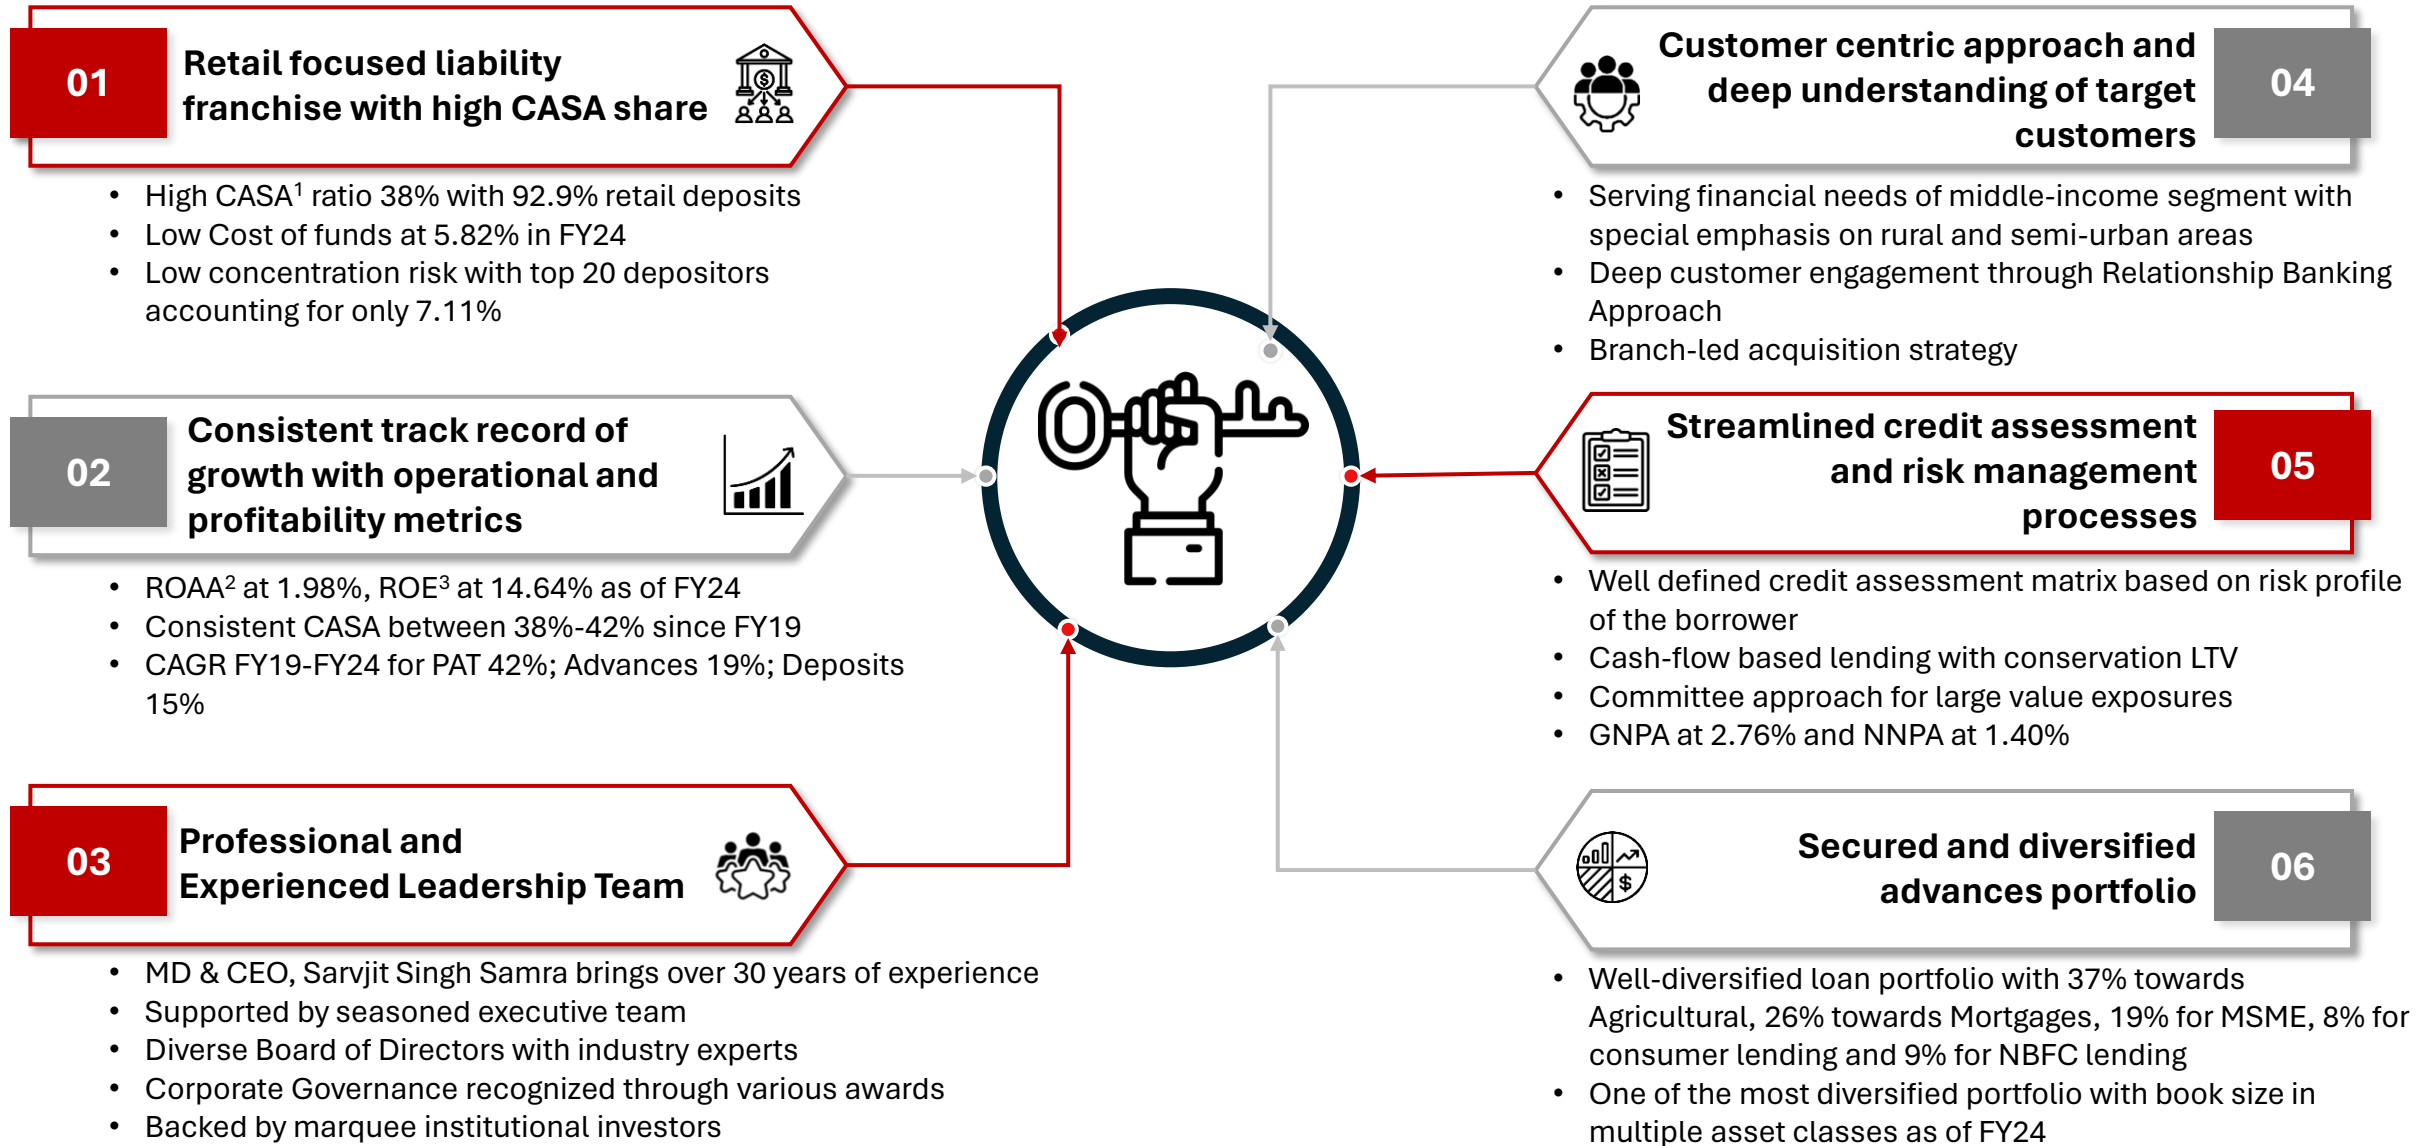 01
Retail focused liability
franchise with high CASA share
• High CASA¹ ratio 38% with 92.9% retail deposits
• Low Cost of funds at 5.82% in FY24
• Low concentration risk with top 20 depositors
accounting for only 7.11%
02
Consistent track record of
growth with operational and
profitability metrics
• ROAA² at 1.98%, ROE³ at 14.64% as of FY24
• Consistent CASA between 38%-42% since FY19
• CAGR FY19-FY24 for PAT 42%; Advances 19%; Deposits
15%
03
Professional and
Experienced Leadership Team
• MD & CEO, Sarvjit Singh Samra brings over 30 years of experience
• Supported by seasoned executive team
• Diverse Board of Directors with industry experts
• Corporate Governance recognized through various awards
• Backed by marquee institutional investors
Customer centric approach and
deep understanding of target
customers
04
• Serving financial needs of middle-income segment with
special emphasis on rural and semi-urban areas
• Deep customer engagement through Relationship Banking
Approach
• Branch-led acquisition strategy
Streamlined credit assessment
and risk management
processes
05
• Well defined credit assessment matrix based on risk profile
of the borrower
• Cash-flow based lending with conservation LTV
• Committee approach for large value exposures
• GNPA at 2.76% and NNPA at 1.40%
Secured and diversified
advances portfolio
06
• Well-diversified loan portfolio with 37% towards
Agricultural, 26% towards Mortgages, 19% for MSME, 8% for
consumer lending and 9% for NBFC lending
• One of the most diversified portfolio with book size in
multiple asset classes as of FY24